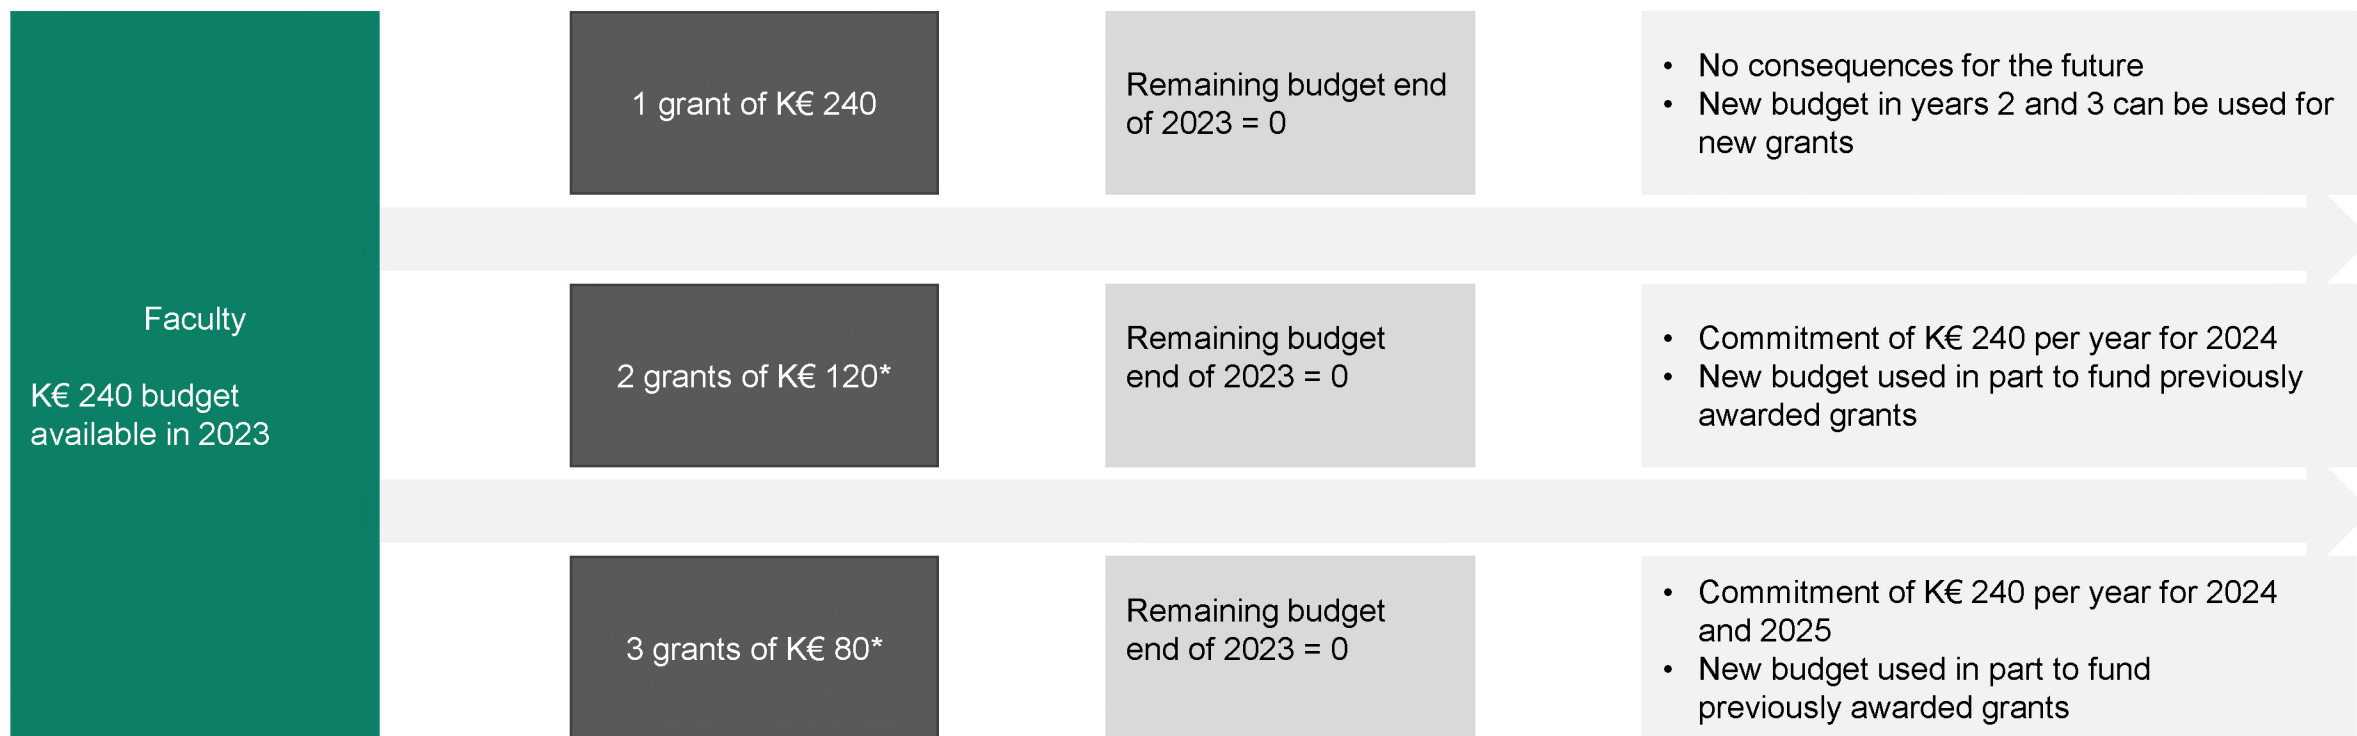 Faculty
K€ 240 budget
available in 2023
1 grant of K€ 240
Remaining budget end
of 2023 = 0
• No consequences for the future
• New budget in years 2 and 3 can be used for
new grants
2 grants of K€ 120*
Remaining budget
end of 2023 = 0
• Commitment of K€ 240 per year for 2024
• New budget used in part to fund previously
awarded grants
3 grants of K€ 80*
Remaining budget
end of 2023 = 0
• Commitment of K€ 240 per year for 2024
and 2025
• New budget used in part to fund
previously awarded grants